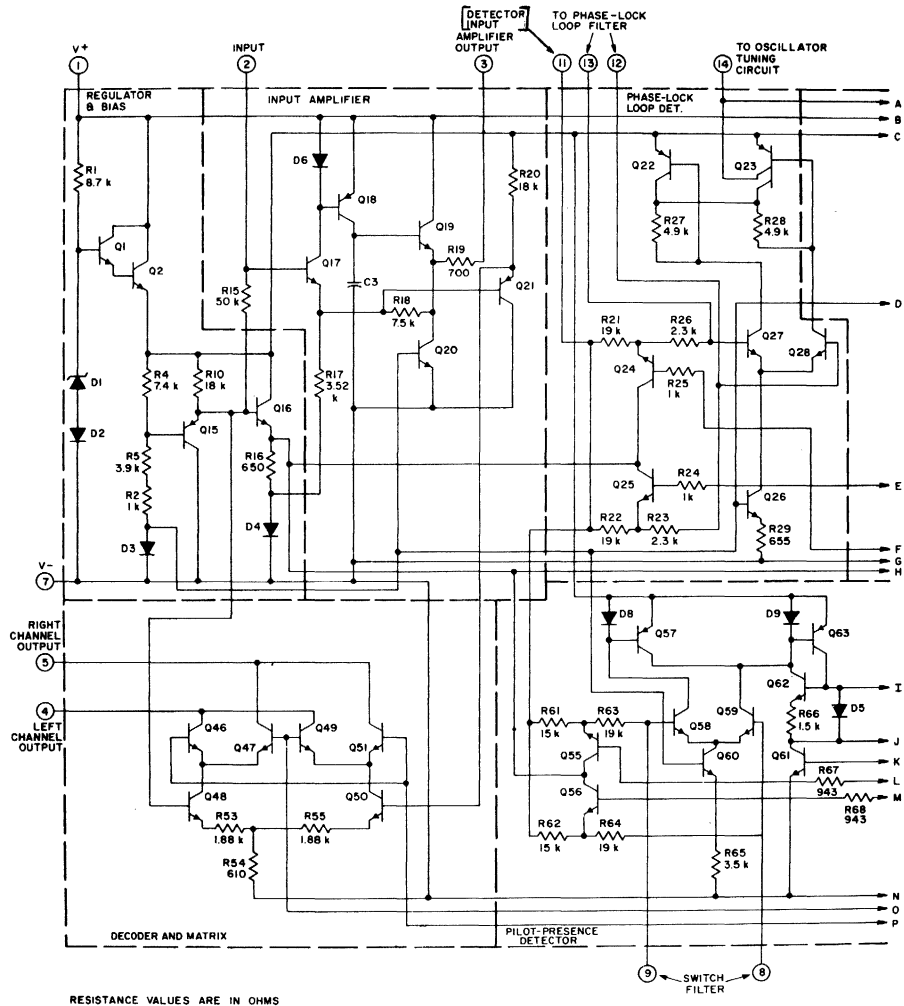 [DETECTOR
INPUT]
AMPLIFIER
OUTPUT
TO PHASE-LOCK
LOOP FILTER
V+
1
INPUT
2
3
11
13
12
TO OSCILLATOR
TUNING
CIRCUIT
14
REGULATOR
& BIAS
INPUT AMPLIFIER
PHASE-LOCK
LOOP DET.
A
B
C
R1
8.7 k
D6
Q18
R20
18 k
Q22
Q23
R27
4.9 k
R28
4.9 k
Q1
Q2
Q19
R19
700
Q17
C3
Q21
R15
50 k
R18
7.5 k
D
R21
19 k
R26
2.3 k
Q27
Q28
Q20
Q24
R25
1 k
D1
R4
7.4 k
R10
18 k
R17
3.52
k
Q16
D2
Q15
R5
3.9 k
R16
650
R24
1 k
E
Q25
Q26
R2
1 k
D4
R22
19 k
R23
2.3 k
R29
655
D3
F
G
H
V-
7
RIGHT
CHANNEL
OUTPUT
5
D8
Q57
D9
Q63
Q62
I
4
LEFT
CHANNEL
OUTPUT
Q46
Q47
Q49
Q51
R61
15 k
R63
19 k
Q58
Q59
R66
1.5 k
D5
J
Q55
Q60
Q61
K
R67
943
L
Q48
Q50
Q56
R68
943
M
R53
1.88 k
R55
1.88 k
R62
15 k
R64
19 k
R54
610
R65
3.5 k
N
O
P
DECODER AND MATRIX
PILOT-PRESENCE
DETECTOR
9
SWITCH
FILTER
8
RESISTANCE VALUES ARE IN OHMS